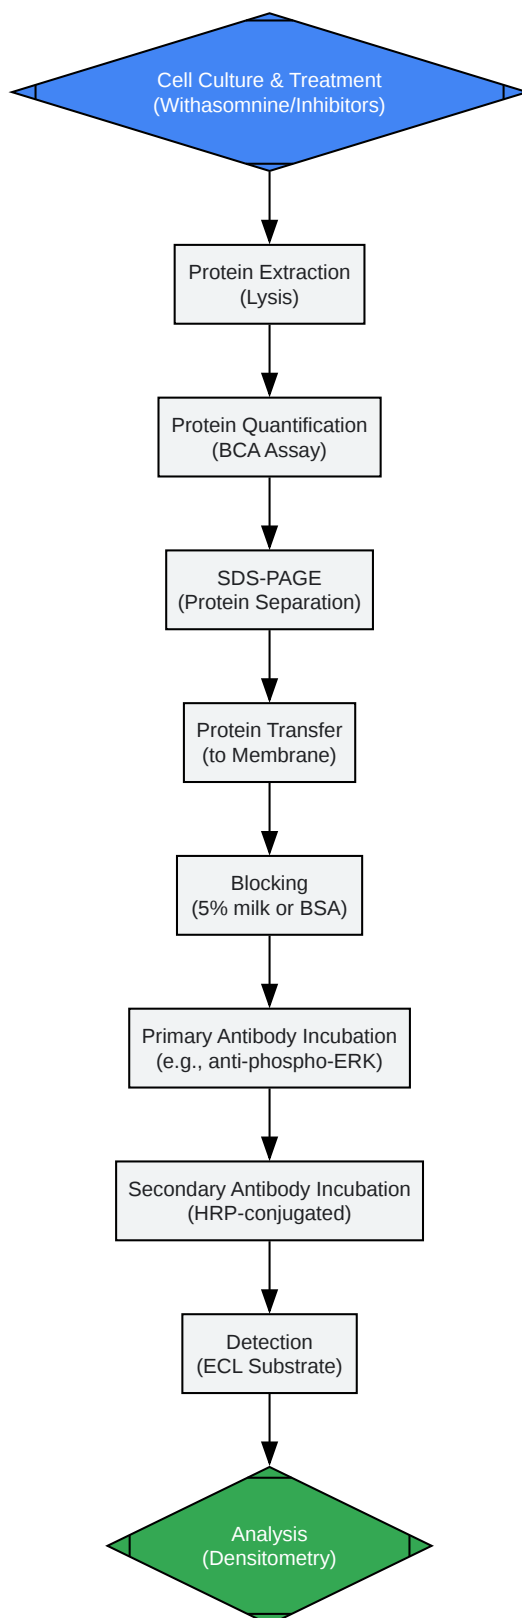 Cell Culture & Treatment
(Withasomnine/Inhibitors)
Protein Extraction
(Lysis)
Protein Quantification
(BCA Assay)
SDS-PAGE
(Protein Separation)
Protein Transfer
(to Membrane)
Blocking
(5% milk or BSA)
Primary Antibody Incubation
(e.g., anti-phospho-ERK)
Secondary Antibody Incubation
(HRP-conjugated)
Detection
(ECL Substrate)
Analysis
(Densitometry)